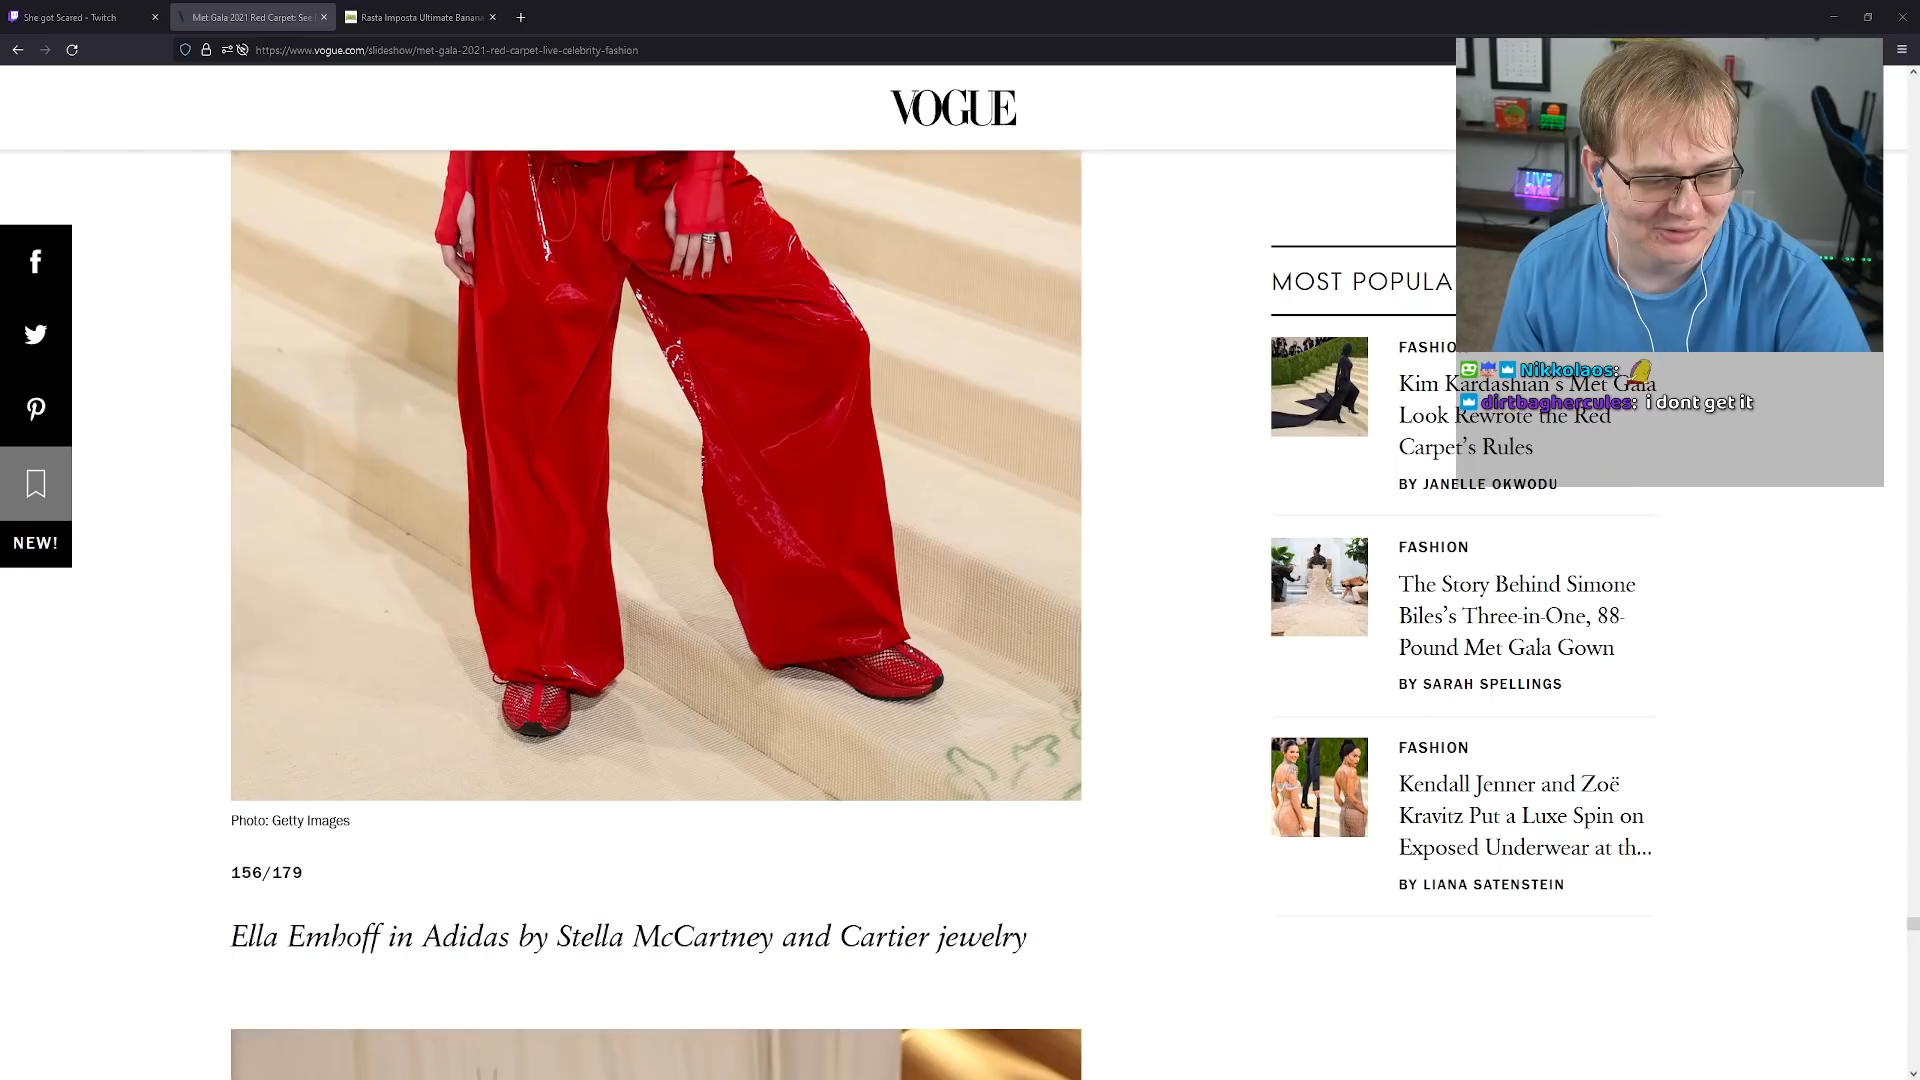 She got Scared - Twitch
Met Gala 2021 Red Carpet: See
Rasta Imposta Ultimate Banana
https://www.vogue.com/slideshow/met-gala-2021-red-carpet-live-celebrity-fashion
VOGUE
NEW!
Photo: Getty Images
156/179
Ella Emhoff in Adidas by Stella McCartney and Cartier jewelry
MOST POPULA
FASHIO
Kim Kardashian's Met Gala
Look Rewrote the Red
Carpet's Rules
BY JANELLE OKWODU
FASHION
The Story Behind Simone
Biles's Three-in-One, 88-
Pound Met Gala Gown
BY SARAH SPELLINGS
FASHION
Kendall Jenner and Zoë
Kravitz Put a Luxe Spin on
Exposed Underwear at th...
BY LIANA SATENSTEIN
LIVE
Nikkolaos:
dirtbaghercules: i dont get it